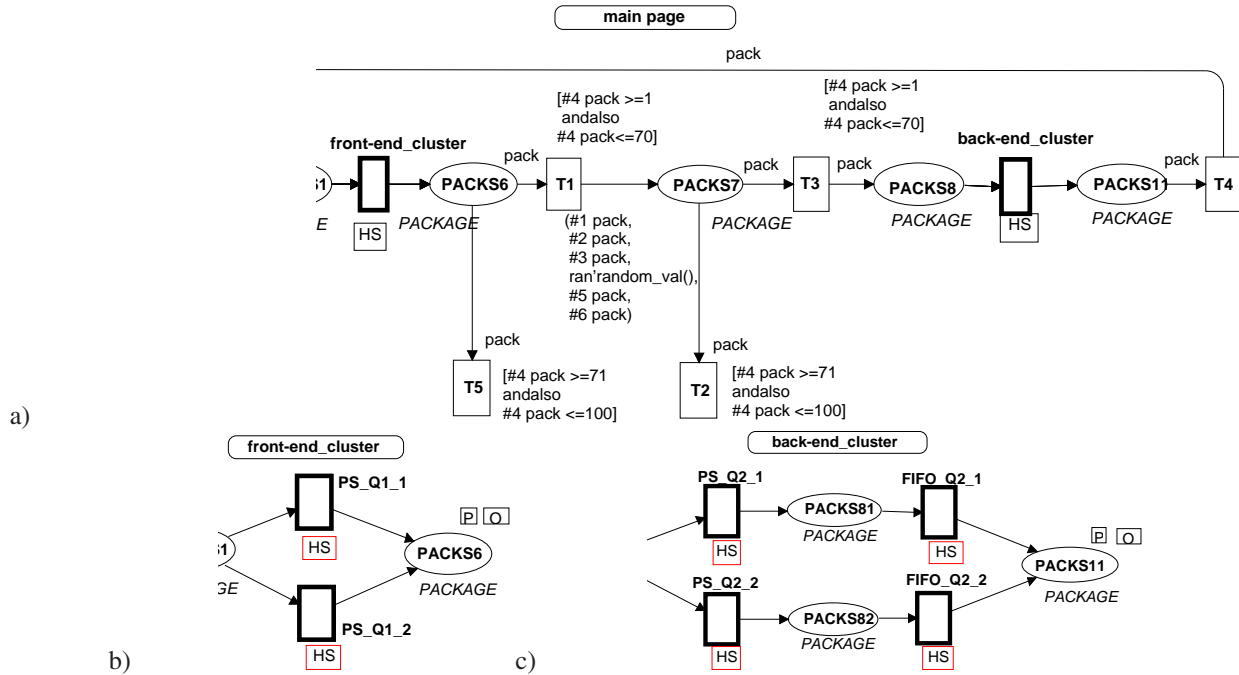 main page
pack
[#4 pack >=1
andalso
#4 pack<=70]
[#4 pack >=1
andalso
#4 pack<=70]
front-end_cluster
back-end_cluster
pack
pack
pack
pack
S1
PACKS6
T1
PACKS7
T3
PACKS8
PACKS11
T4
E
HS
PACKAGE
PACKAGE
PACKAGE
HS
PACKAGE
(#1 pack,
#2 pack,
#3 pack,
ran'random_val(),
#5 pack,
#6 pack)
pack
pack
T5
[#4 pack >=71
andalso
#4 pack <=100]
T2
[#4 pack >=71
andalso
#4 pack <=100]
a)
front-end_cluster
PS_Q1_1
HS
P
O
S1
GE
PACKS6
PACKAGE
PS_Q1_2
HS
b)
back-end_cluster
PS_Q2_1
FIFO_Q2_1
PACKS81
PACKAGE
HS
HS
P
O
PACKS11
PACKAGE
PS_Q2_2
FIFO_Q2_2
PACKS82
PACKAGE
HS
HS
c)